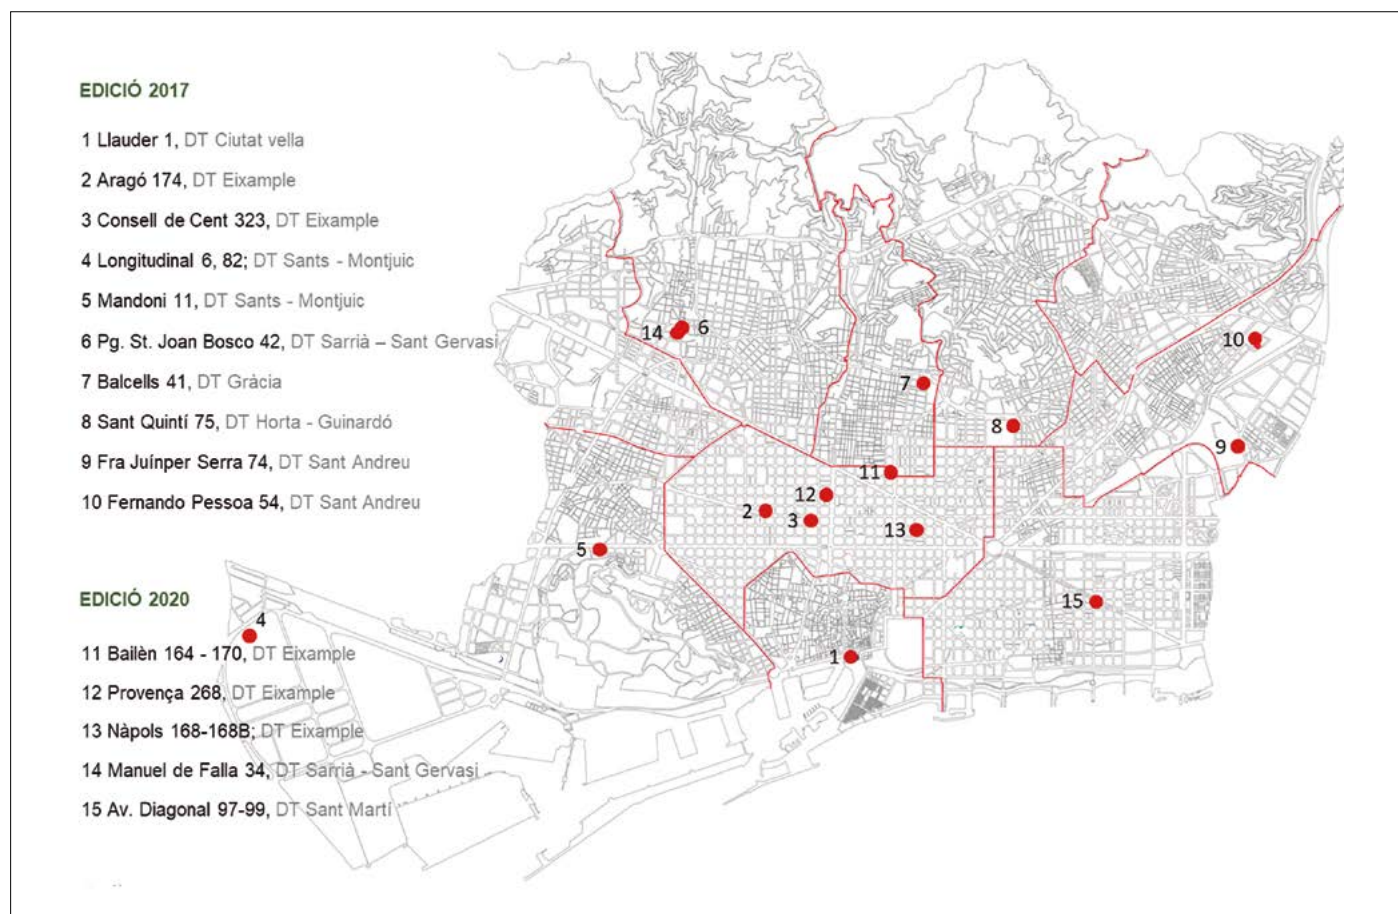 EDICIÓ 2017
1 Llauder 1, DT Ciutat vella
2 Aragó 174, DT Eixample
3 Consell de Cent 323, DT Eixample
4 Longitudinal 6, 82; DT Sants - Montjuic
5 Mandoni 11, DT Sants - Montjuic
6 Pg. St. Joan Bosco 42, DT Sarrià – Sant Gervasi
7 Balcells 41, DT Gràcia
8 Sant Quintí 75, DT Horta - Guinardó
9 Fra Juínper Serra 74, DT Sant Andreu
10 Fernando Pessoa 54, DT Sant Andreu
EDICIÓ 2020
11 Bailèn 164 - 170, DT Eixample
12 Provença 268, DT Eixample
13 Nàpols 168-168B; DT Eixample
14 Manuel de Falla 34, DT Sarrià - Sant Gervasi
15 Av. Diagonal 97-99, DT Sant Martí
14
6
10
7
8
9
11
12
2
3
13
5
15
4
1